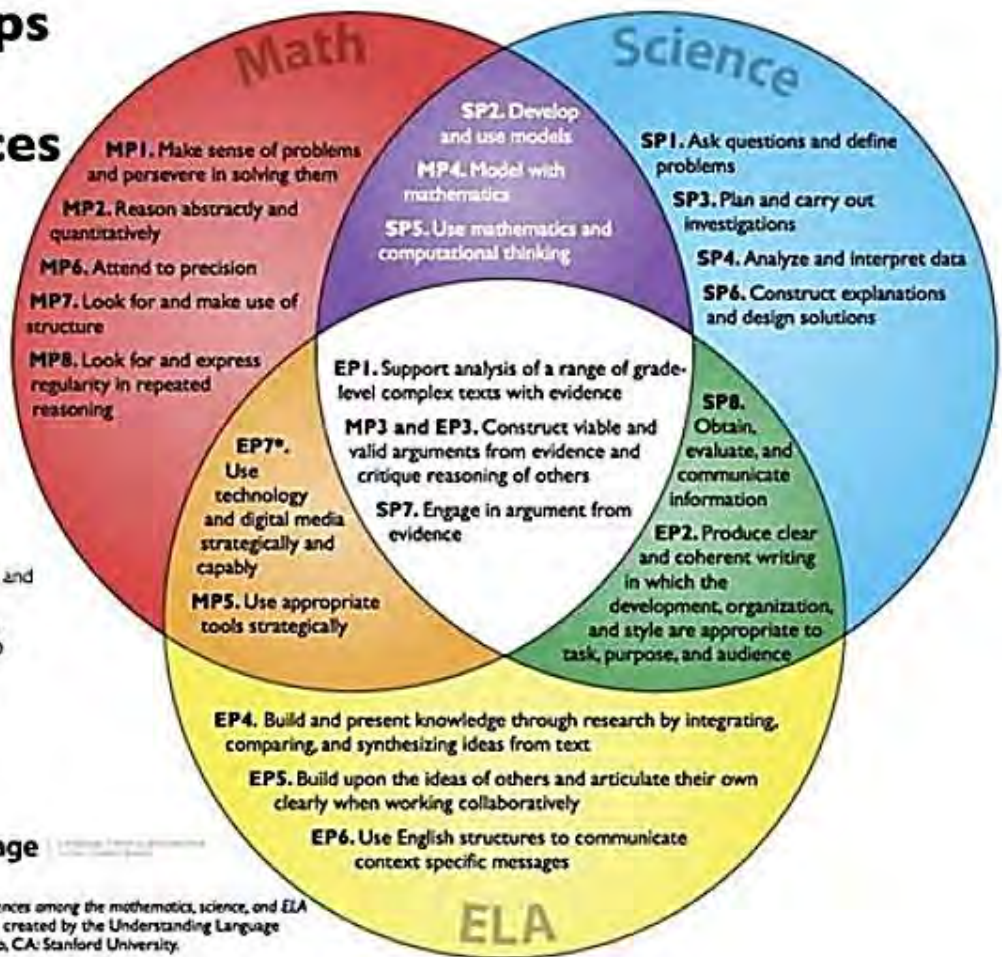 ps
ces
Math
MP1. Make sense of problems
and persevere in solving them
MP2. Reason abstractly and
quantitatively
MP6. Attend to precision
MP7. Look for and make use of
structure
MP8. Look for and express
regularity in repeated
reasoning
SP2. Develop
and use models
MP4. Model with
mathematics
SP5. Use mathematics and
computational thinking
Science
SP1. Ask questions and define
problems
SP3. Plan and carry out
investigations
SP4. Analyze and interpret data
SP6. Construct explanations
and design solutions
EP1. Support analysis of a range of grade-
level complex texts with evidence
MP3 and EP3. Construct viable and
valid arguments from evidence and
critique reasoning of others
SP7. Engage in argument from
evidence
EP7*.
Use
technology
and digital media
strategically and
capably
MP5. Use appropriate
tools strategically
SP8.
Obtain,
evaluate, and
communicate
information
EP2. Produce clear
and coherent writing
in which the
development, organization,
and style are appropriate to
task, purpose, and audience
and
EP4. Build and present knowledge through research by integrating,
comparing, and synthesizing ideas from text
EP5. Build upon the ideas of others and articulate their own
clearly when working collaboratively
EP6. Use English structures to communicate
context specific messages
ELA
age
nces among the mathematics, science, and ELA
created by the Understanding Language
o, CA: Stanford University.